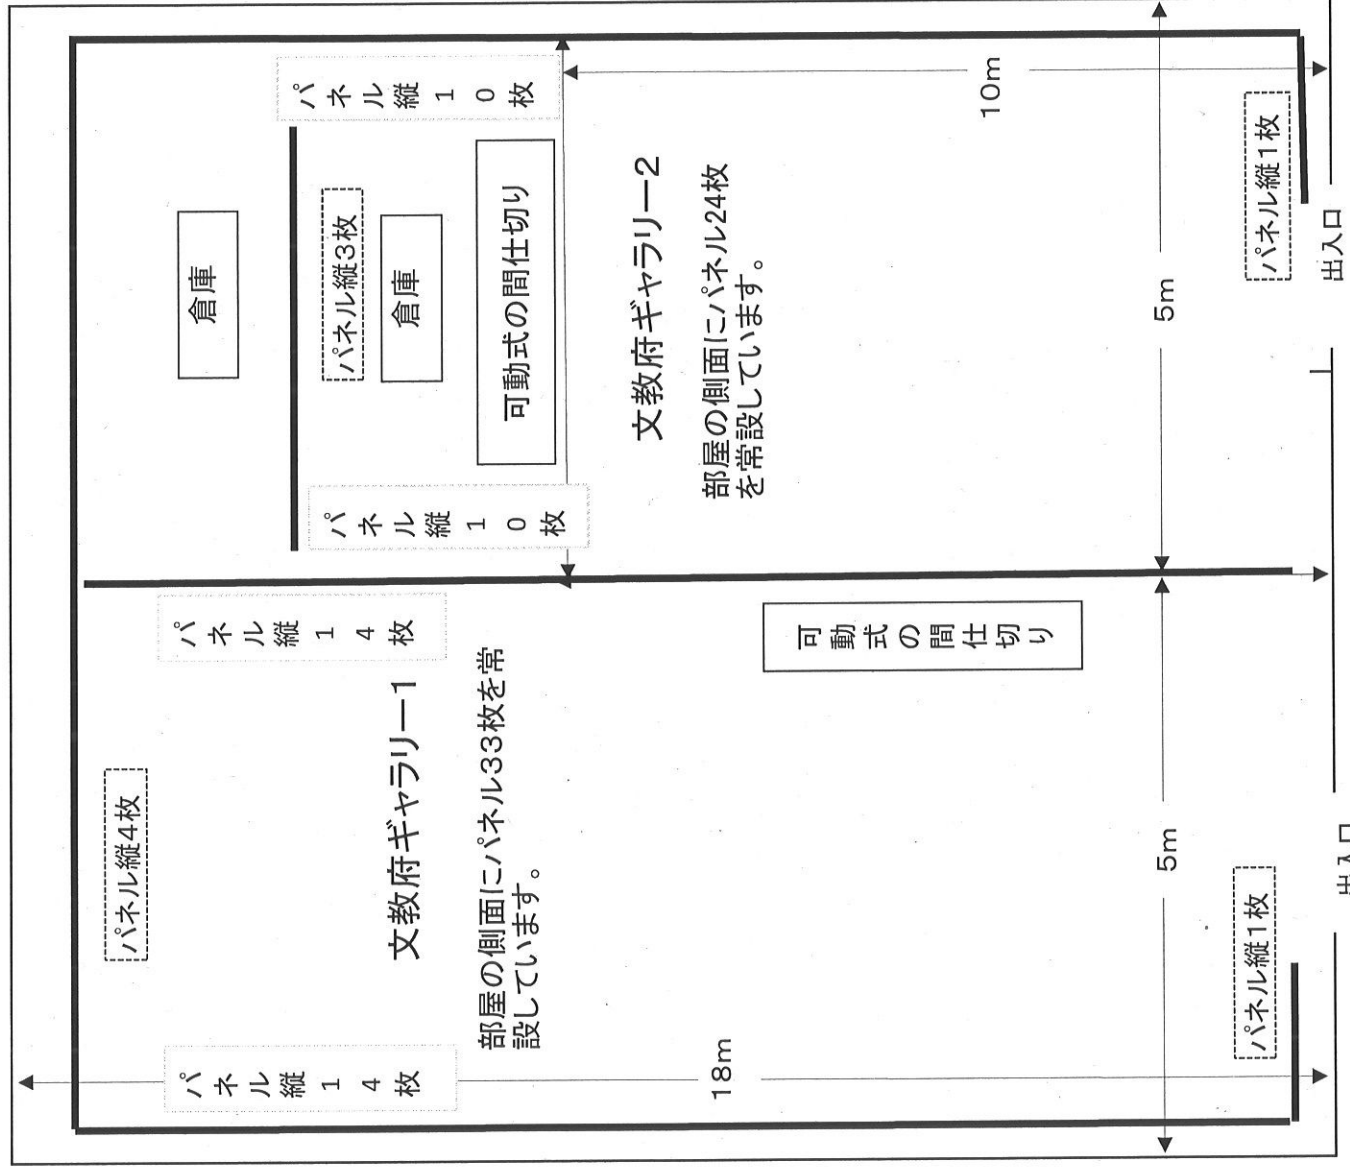 パネル縦14枚
18m
パネル縦4枚
文教府ギャラリー1
部屋の側面にパネル33枚を常
設しています。
パネル縦1枚
5m
出入口
パネル縦14枚
可動式の間仕切り
パネル縦10枚
倉庫
パネル縦3枚
倉庫
可動式の間仕切り
文教府ギャラリー2
部屋の側面にパネル24枚
を常設しています。
5m
パネル縦1枚
出入口
パネル縦10枚
10m